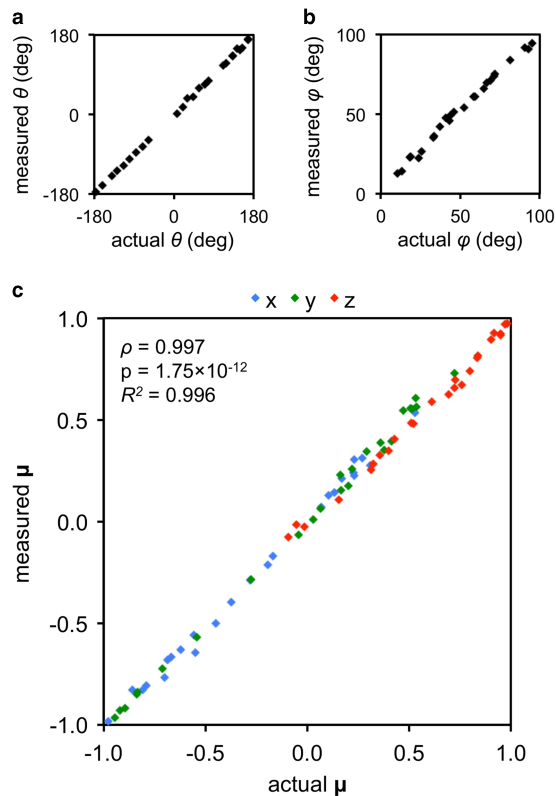 a
180
0
-180
-180 0 180
measured θ (deg)
actual θ (deg)
b
100
50
0
0 50 100
measured φ (deg)
actual φ (deg)
c
x y z
1.0
0.5
0.0
-0.5
-1.0
-1.0 -0.5 0.0 0.5 1.0
ρ = 0.997
p = 1.75×10⁻¹²
R² = 0.996
measured μ
actual μ